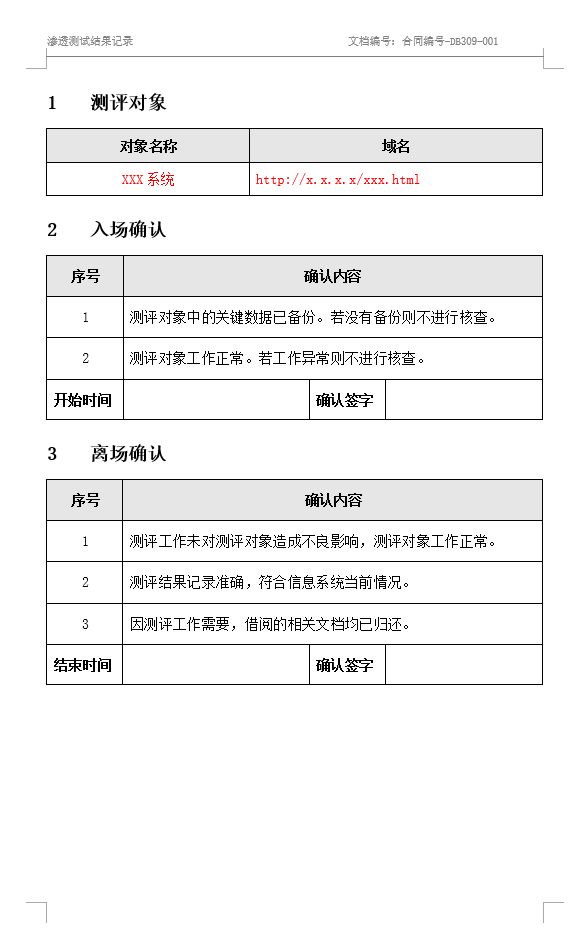 渗透测试结果记录 文档编号：合同编号-DB309-001
1 测评对象
对象名称 域名
XXX 系统 http://x.x.x.x/xxx.html
2 入场确认
序号 确认内容
1 测评对象中的关键数据已备份。若没有备份则不进行核查。
2 测评对象工作正常。若工作异常则不进行核查。
开始时间 确认签字
3 离场确认
序号 确认内容
1 测评工作未对测评对象造成不良影响，测评对象工作正常。
2 测评结果记录准确，符合信息系统当前情况。
3 因测评工作需要，借阅的相关文档均已归还。
结束时间 确认签字